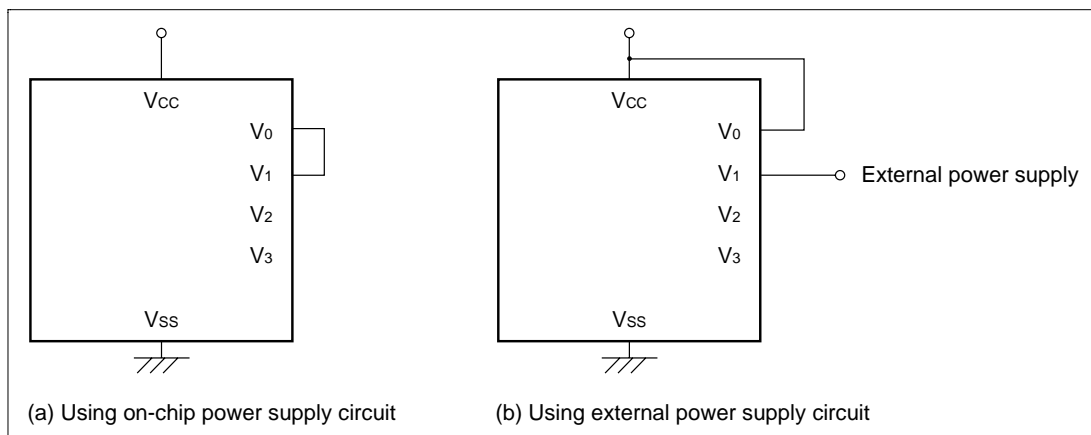 VCC
V0
V1
V2
V3
VSS
(a) Using on-chip power supply circuit
VCC
V0
V1
External power supply
V2
V3
VSS
(b) Using external power supply circuit